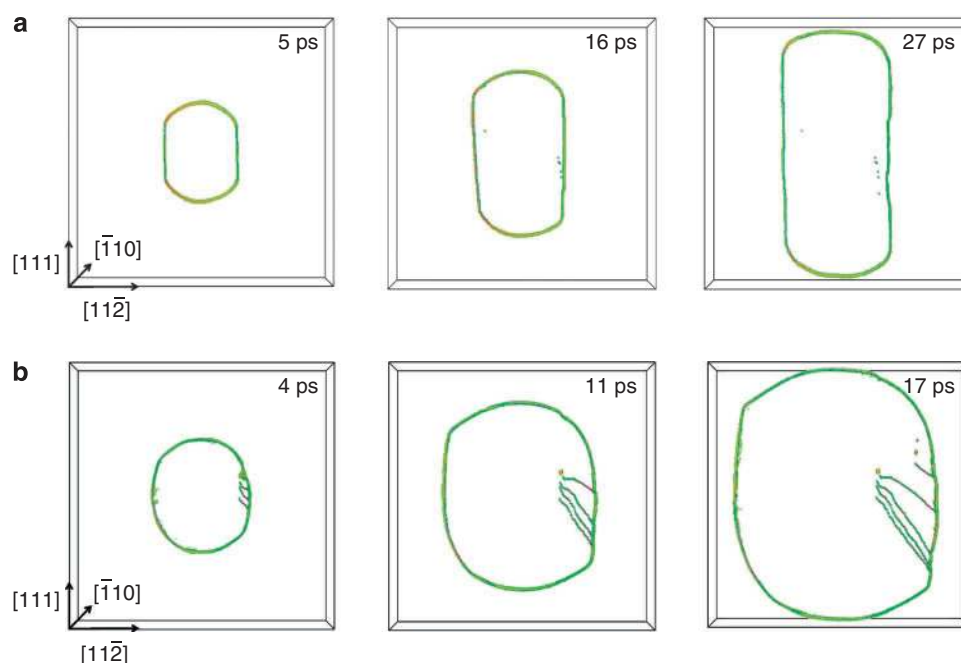 a
5 ps
16 ps
27 ps
[111]
[1̅10]
[112̅]
b
4 ps
11 ps
17 ps
[111]
[1̅10]
[112̅]